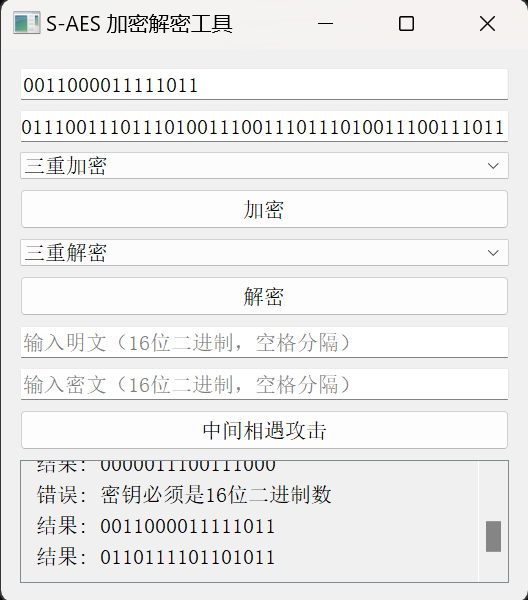 S-AES 加密解密工具
0011000011111011
01110011101110100111001110111010011100111011
三重加密
加密
三重解密
解密
输入明文（16位二进制，空格分隔）
输入密文（16位二进制，空格分隔）
中间相遇攻击
结果: 0000011100111000
错误: 密钥必须是16位二进制数
结果: 0011000011111011
结果: 0110111101101011